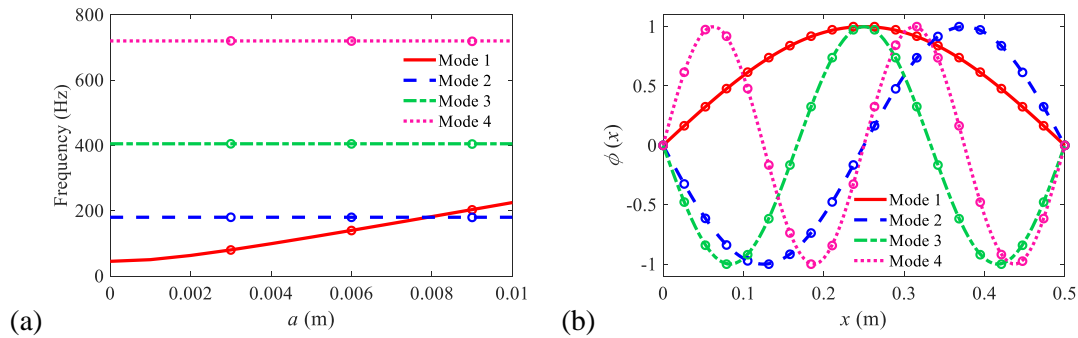 800
600
400
200
0
Frequency (Hz)
Mode 1
Mode 2
Mode 3
Mode 4
0 0.002 0.004 0.006 0.008 0.01
a (m)
(a)
1
0.5
0
-0.5
-1
ϕ (x)
Mode 1
Mode 2
Mode 3
Mode 4
0 0.1 0.2 0.3 0.4 0.5
x (m)
(b)